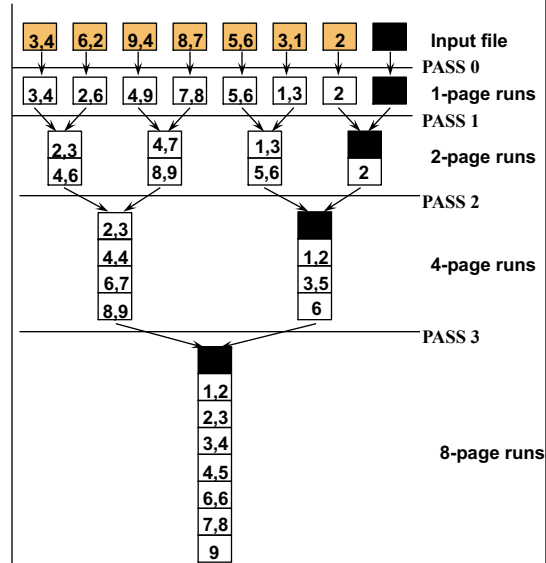 3,4 6,2 9,4 8,7 5,6 3,1 2 Input file
PASS 0
3,4 2,6 4,9 7,8 5,6 1,3 2 1-page runs
PASS 1
2,3 4,7 1,3 2-page runs
4,6 8,9 5,6 2
PASS 2
2,3
4,4 1,2 4-page runs
6,7 3,5
8,9 6
PASS 3
1,2
2,3
3,4
4,5 8-page runs
6,6
7,8
9